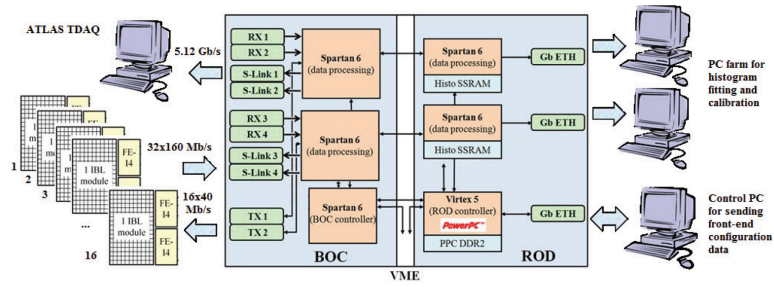 ATLAS TDAQ
5.12 Gb/s
1 IBL
module
FE-
I4
FE-
I4
1
2
3
...
16
32x160 Mb/s
16x40
Mb/s
RX 1
RX 2
S-Link 1
S-Link 2
RX 3
RX 4
S-Link 3
S-Link 4
TX 1
TX 2
Spartan 6
(data processing)
Spartan 6
(data processing)
Spartan 6
(BOC controller)
BOC
VME
Spartan 6
(data processing)
Histo SSRAM
Spartan 6
(data processing)
Histo SSRAM
Virtex 5
(ROD controller)
PowerPC
PPC DDR2
ROD
Gb ETH
Gb ETH
Gb ETH
PC farm for
histogram
fitting and
calibration
Control PC
for sending
front-end
configuration
data